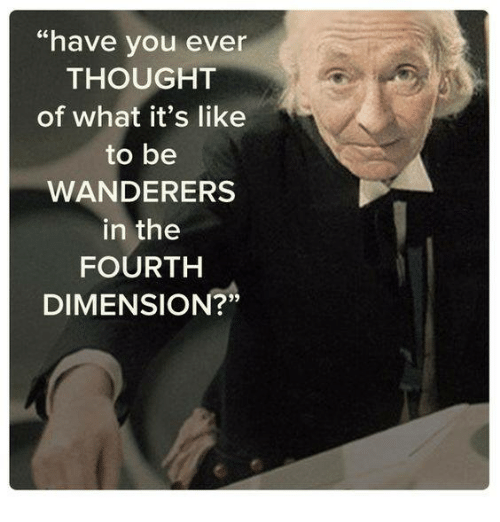 “have you ever
THOUGHT
of what it’s like
to be
WANDERERS
in the
FOURTH
DIMENSION?”